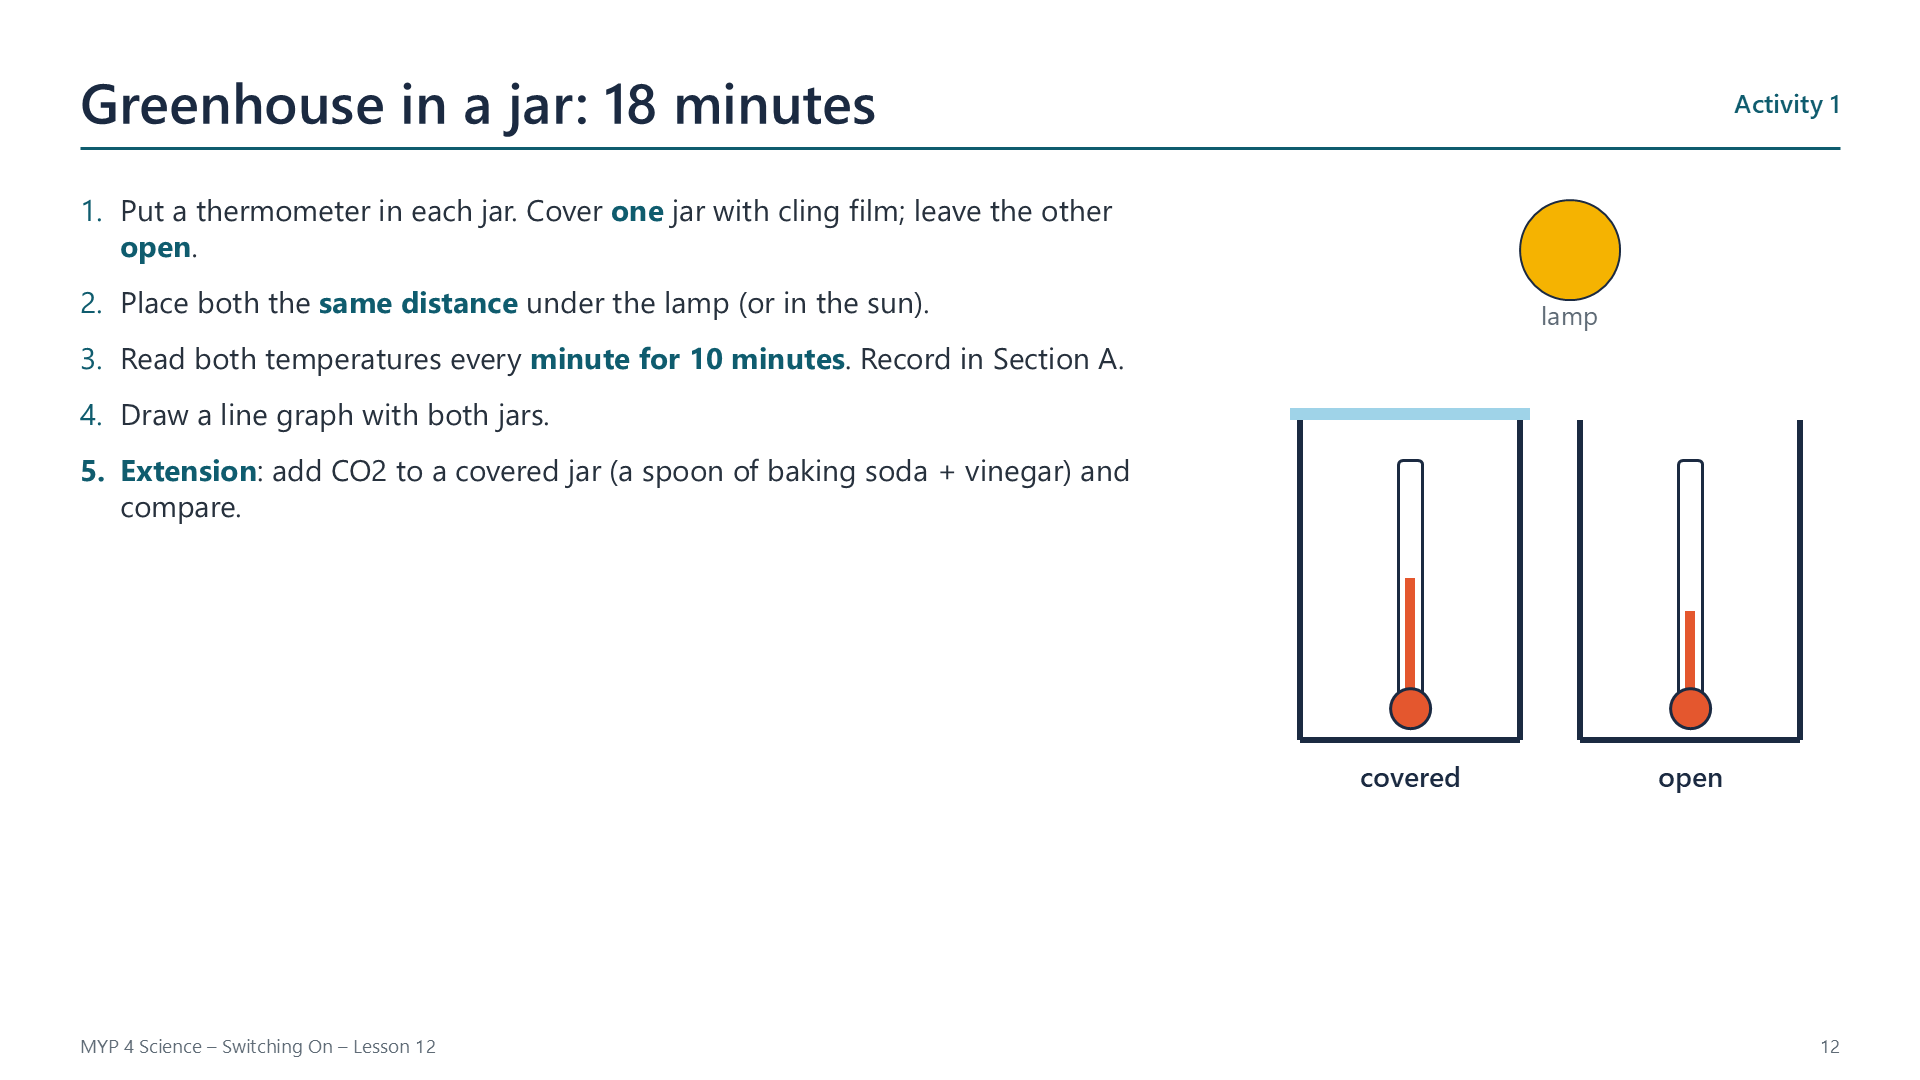 Greenhouse in a jar: 18 minutes
Activity 1
1. Put a thermometer in each jar. Cover one jar with cling film; leave the other
open.
2. Place both the same distance under the lamp (or in the sun).
3. Read both temperatures every minute for 10 minutes. Record in Section A.
4. Draw a line graph with both jars.
5. Extension: add CO2 to a covered jar (a spoon of baking soda + vinegar) and
compare.
lamp
covered
open
MYP 4 Science – Switching On – Lesson 12
12